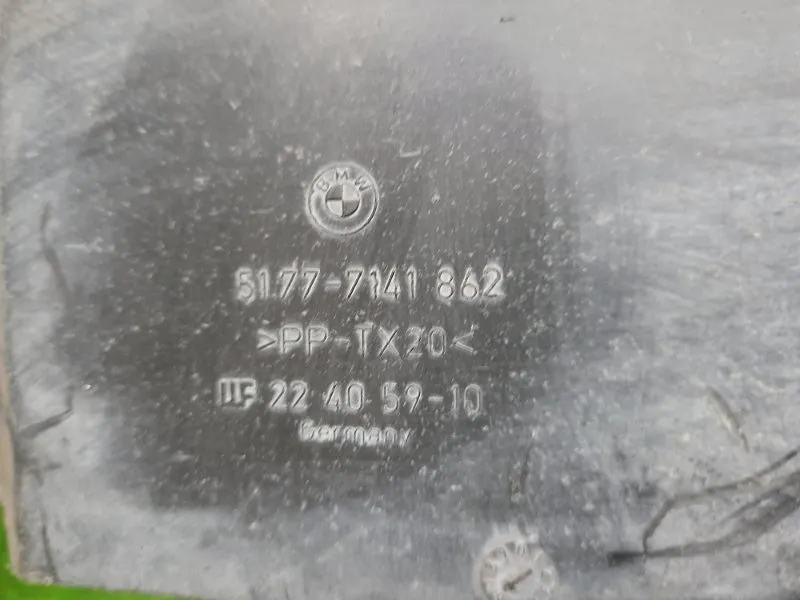 BMW
51.77-7141 862
>PP-TX20<
22 40 59-10
Germany